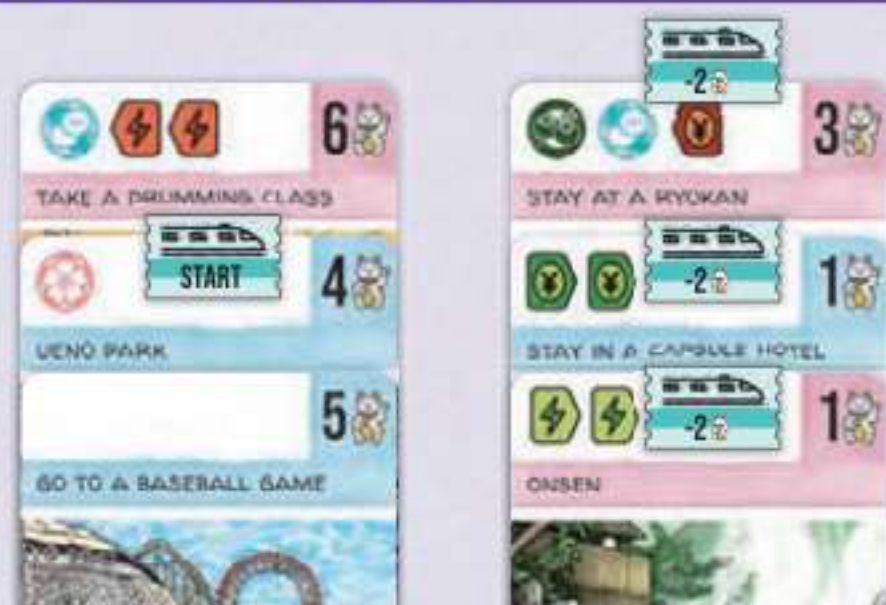 6
TAKE A DRUMMING CLASS
START
4
UENO PARK
5
GO TO A BASEBALL GAME
-2
¥
3
STAY AT A RYOKAN
¥ ¥
-2
1
STAY IN A CAPSULE HOTEL
-2
1
ONSEN